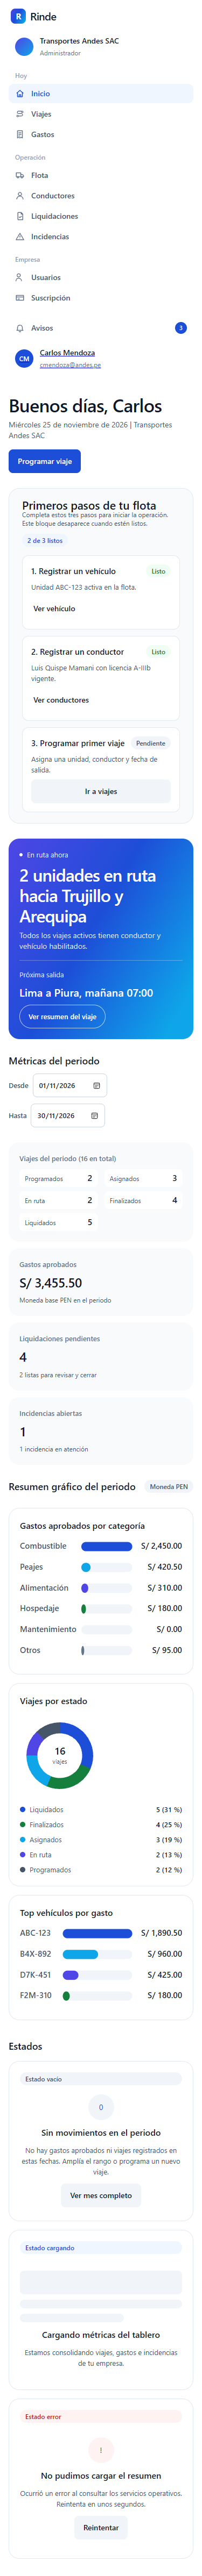 R Rinde
Transportes Andes SAC
Administrador
Hoy
Inicio
Viajes
Gastos
Operación
Flota
Conductores
Liquidaciones
Incidencias
Empresa
Usuarios
Suscripción
Avisos 3
CM Carlos Mendoza
cmendoza@andes.pe
Buenos días, Carlos
Miércoles 25 de noviembre de 2026 | Transportes
Andes SAC
Programar viaje
Primeros pasos de tu flota
Completa estos tres pasos para iniciar la operación.
Este bloque desaparece cuando estén listos.
2 de 3 listos
1. Registrar un vehículo Listo
Unidad ABC-123 activa en la flota.
Ver vehículo
2. Registrar un conductor Listo
Luis Quispe Mamani con licencia A-IIIb
vigente.
Ver conductores
3. Programar primer viaje Pendiente
Asigna una unidad, conductor y fecha de
salida.
Ir a viajes
En ruta ahora
2 unidades en ruta
hacia Trujillo y
Arequipa
Todos los viajes activos tienen conductor y
vehículo habilitados.
Próxima salida
Lima a Piura, mañana 07:00
Ver resumen del viaje
Métricas del periodo
Desde 01/11/2026
Hasta 30/11/2026
Viajes del periodo (16 en total)
Programados 2 Asignados 3
En ruta 2 Finalizados 4
Liquidados 5
Gastos aprobados
S/ 3,455.50
Moneda base PEN en el periodo
Liquidaciones pendientes
4
2 listas para revisar y cerrar
Incidencias abiertas
1
1 incidencia en atención
Resumen gráfico del periodo Moneda PEN
Gastos aprobados por categoría
Combustible S/ 2,450.00
Peajes S/ 420.50
Alimentación S/ 310.00
Hospedaje S/ 180.00
Mantenimiento S/ 0.00
Otros S/ 95.00
Viajes por estado
16
viajes
Liquidados 5 (31 %)
Finalizados 4 (25 %)
Asignados 3 (19 %)
En ruta 2 (13 %)
Programados 2 (12 %)
Top vehículos por gasto
ABC-123 S/ 1,890.50
B4X-892 S/ 960.00
D7K-451 S/ 425.00
F2M-310 S/ 180.00
Estados
Estado vacío
0
Sin movimientos en el periodo
No hay gastos aprobados ni viajes registrados en
estas fechas. Amplía el rango o programa un nuevo
viaje.
Ver mes completo
Estado cargando
Cargando métricas del tablero
Estamos consolidando viajes, gastos e incidencias
de tu empresa.
Estado error
!
No pudimos cargar el resumen
Ocurrió un error al consultar los servicios operativos.
Reintenta en unos segundos.
Reintentar